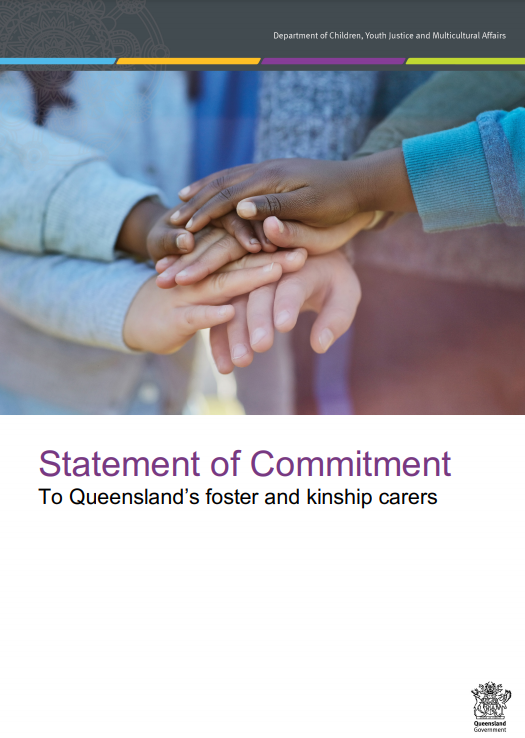 Department of Children, Youth Justice and Multicultural Affairs
Statement of Commitment
To Queensland’s foster and kinship carers
Queensland
Government